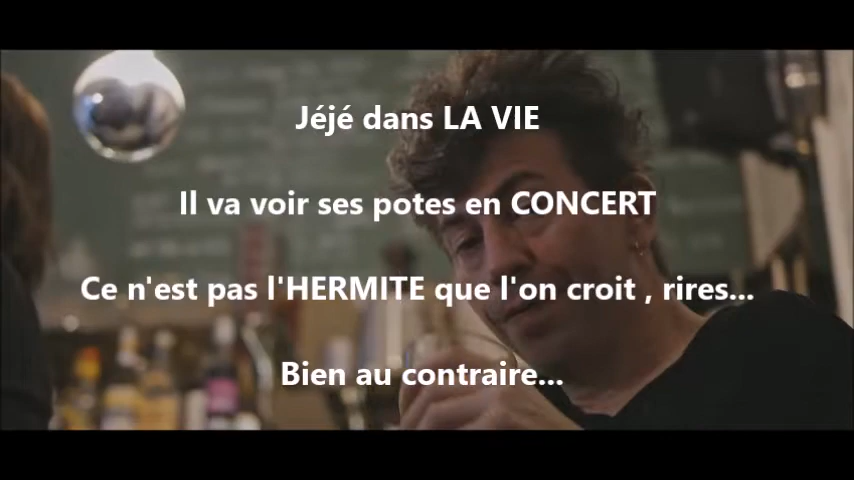 Jéjé dans LA VIE
Il va voir ses potes en CONCERT
Ce n'est pas l'HERMITE que l'on croit , rires...
Bien au contraire...